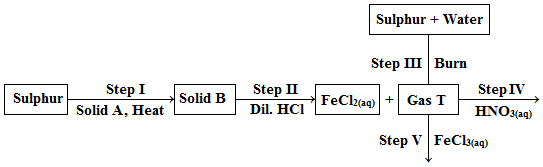 Sulphur + Water
Step III Burn
Sulphur Step I Solid A, Heat Solid B Step II Dil. HCl FeCl2(aq) + Gas T Step IV HNO3(aq)
Step V FeCl3(aq)